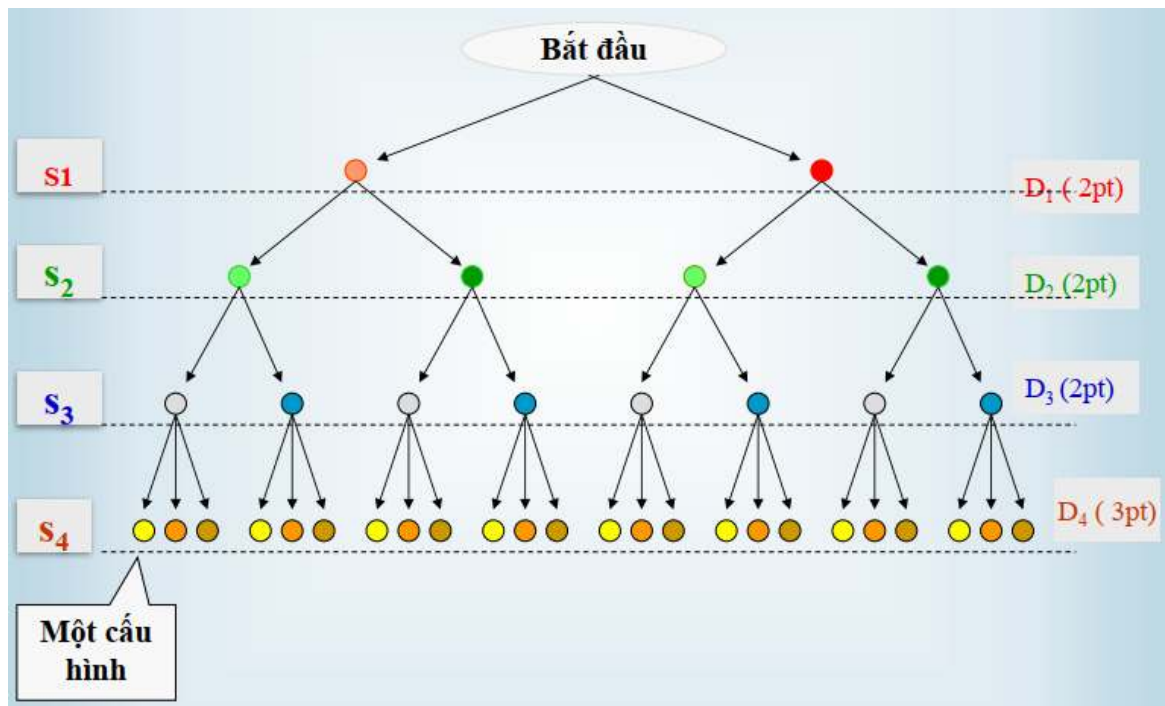 Bắt đầu
S1
D₁ ( 2pt)
s₂
D₂ (2pt)
s₃
D₃ (2pt)
s₄
D₄ ( 3pt)
Một cấu
hình